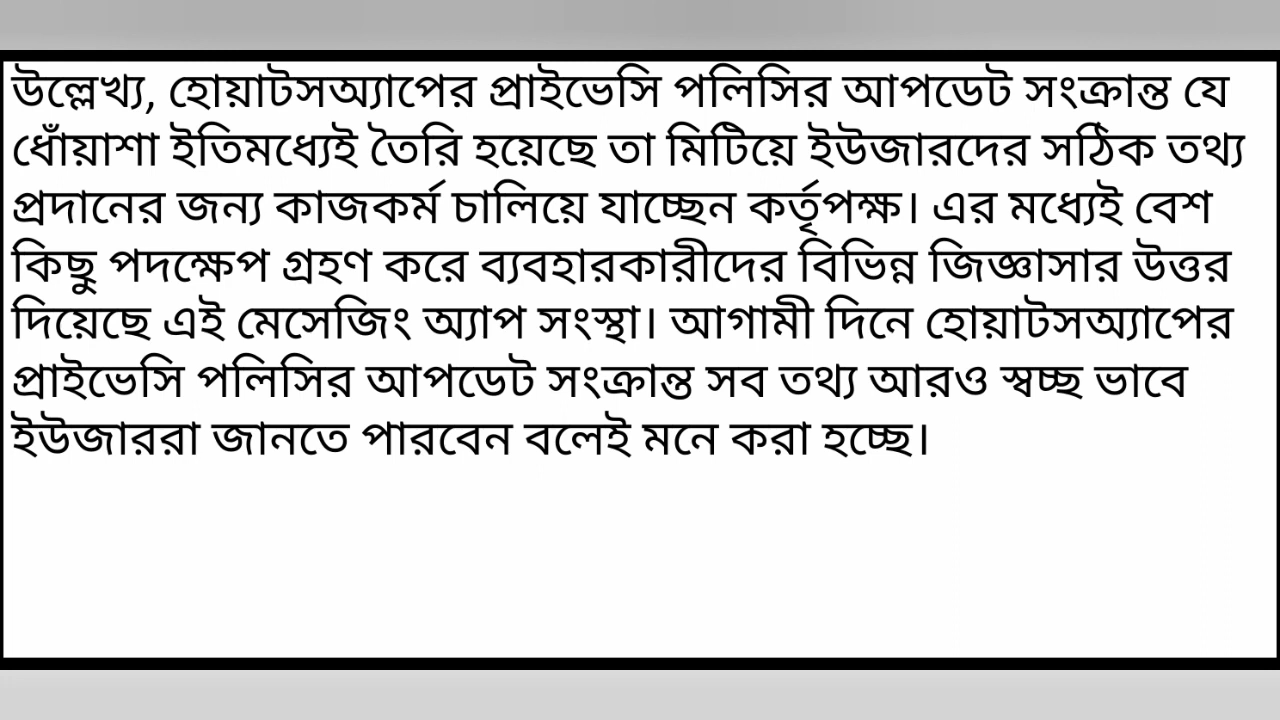 উল্লেখ্য, হোয়াটসঅ্যাপের প্রাইভেসি পলিসির আপডেট সংক্রান্ত যে
ধোঁয়াশা ইতিমধ্যেই তৈরি হয়েছে তা মিটিয়ে ইউজারদের সঠিক তথ্য
প্রদানের জন্য কাজকর্ম চালিয়ে যাচ্ছেন কর্তৃপক্ষ। এর মধ্যেই বেশ
কিছু পদক্ষেপ গ্রহণ করে ব্যবহারকারীদের বিভিন্ন জিজ্ঞাসার উত্তর
দিয়েছে এই মেসেজিং অ্যাপ সংস্থা। আগামী দিনে হোয়াটসঅ্যাপের
প্রাইভেসি পলিসির আপডেট সংক্রান্ত সব তথ্য আরও স্বচ্ছ ভাবে
ইউজাররা জানতে পারবেন বলেই মনে করা হচ্ছে।